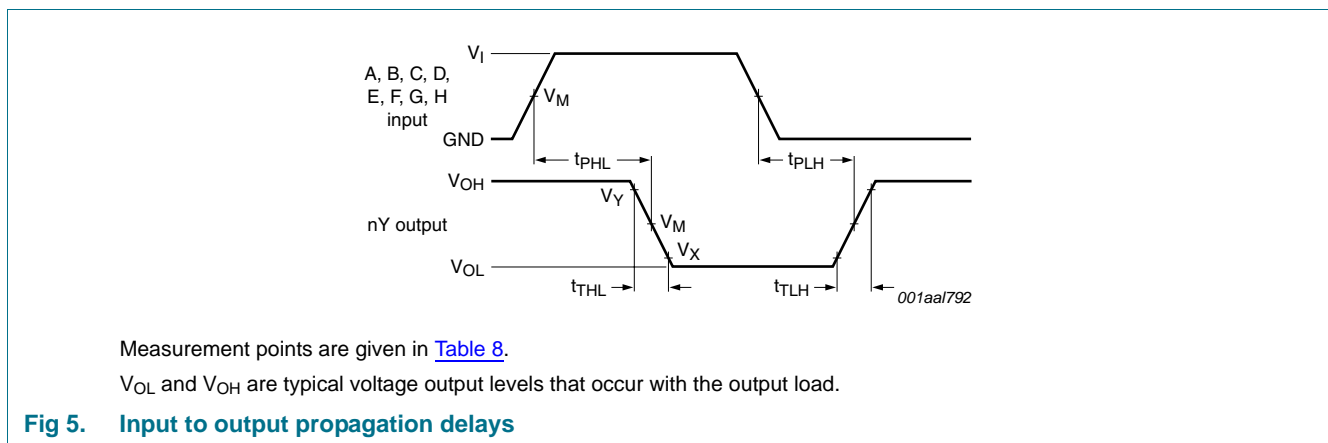 V_I
A, B, C, D,
E, F, G, H
input
V_M
GND
t_PHL
t_PLH
V_OH
V_Y
nY output
V_M
V_X
V_OL
t_THL
t_TLH
001aal792
Measurement points are given in Table 8.
V_OL and V_OH are typical voltage output levels that occur with the output load.
Fig 5. Input to output propagation delays